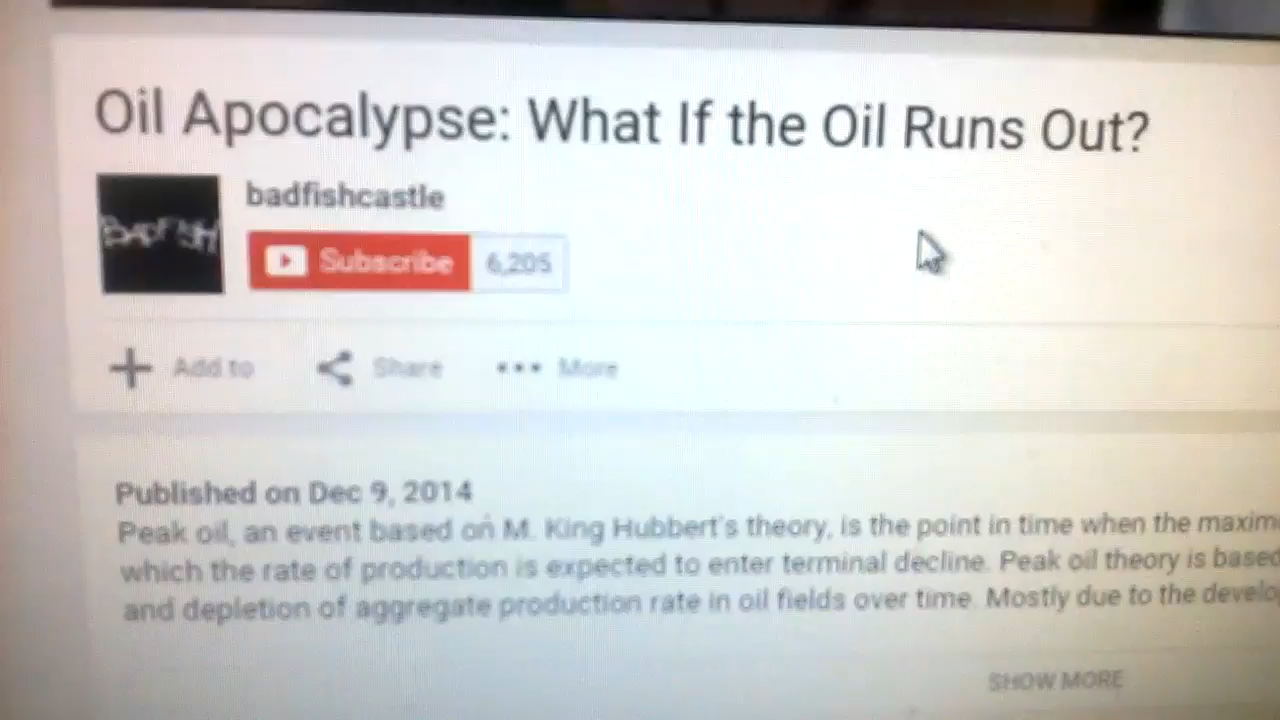 Oil Apocalypse: What If the Oil Runs Out?
BADFISH
badfishcastle
Subscribe 6,205
Add to Share More
Published on Dec 9, 2014
Peak oil, an event based on M. King Hubbert's theory, is the point in time when the maxim
which the rate of production is expected to enter terminal decline. Peak oil theory is based
and depletion of aggregate production rate in oil fields over time. Mostly due to the develo
SHOW MORE